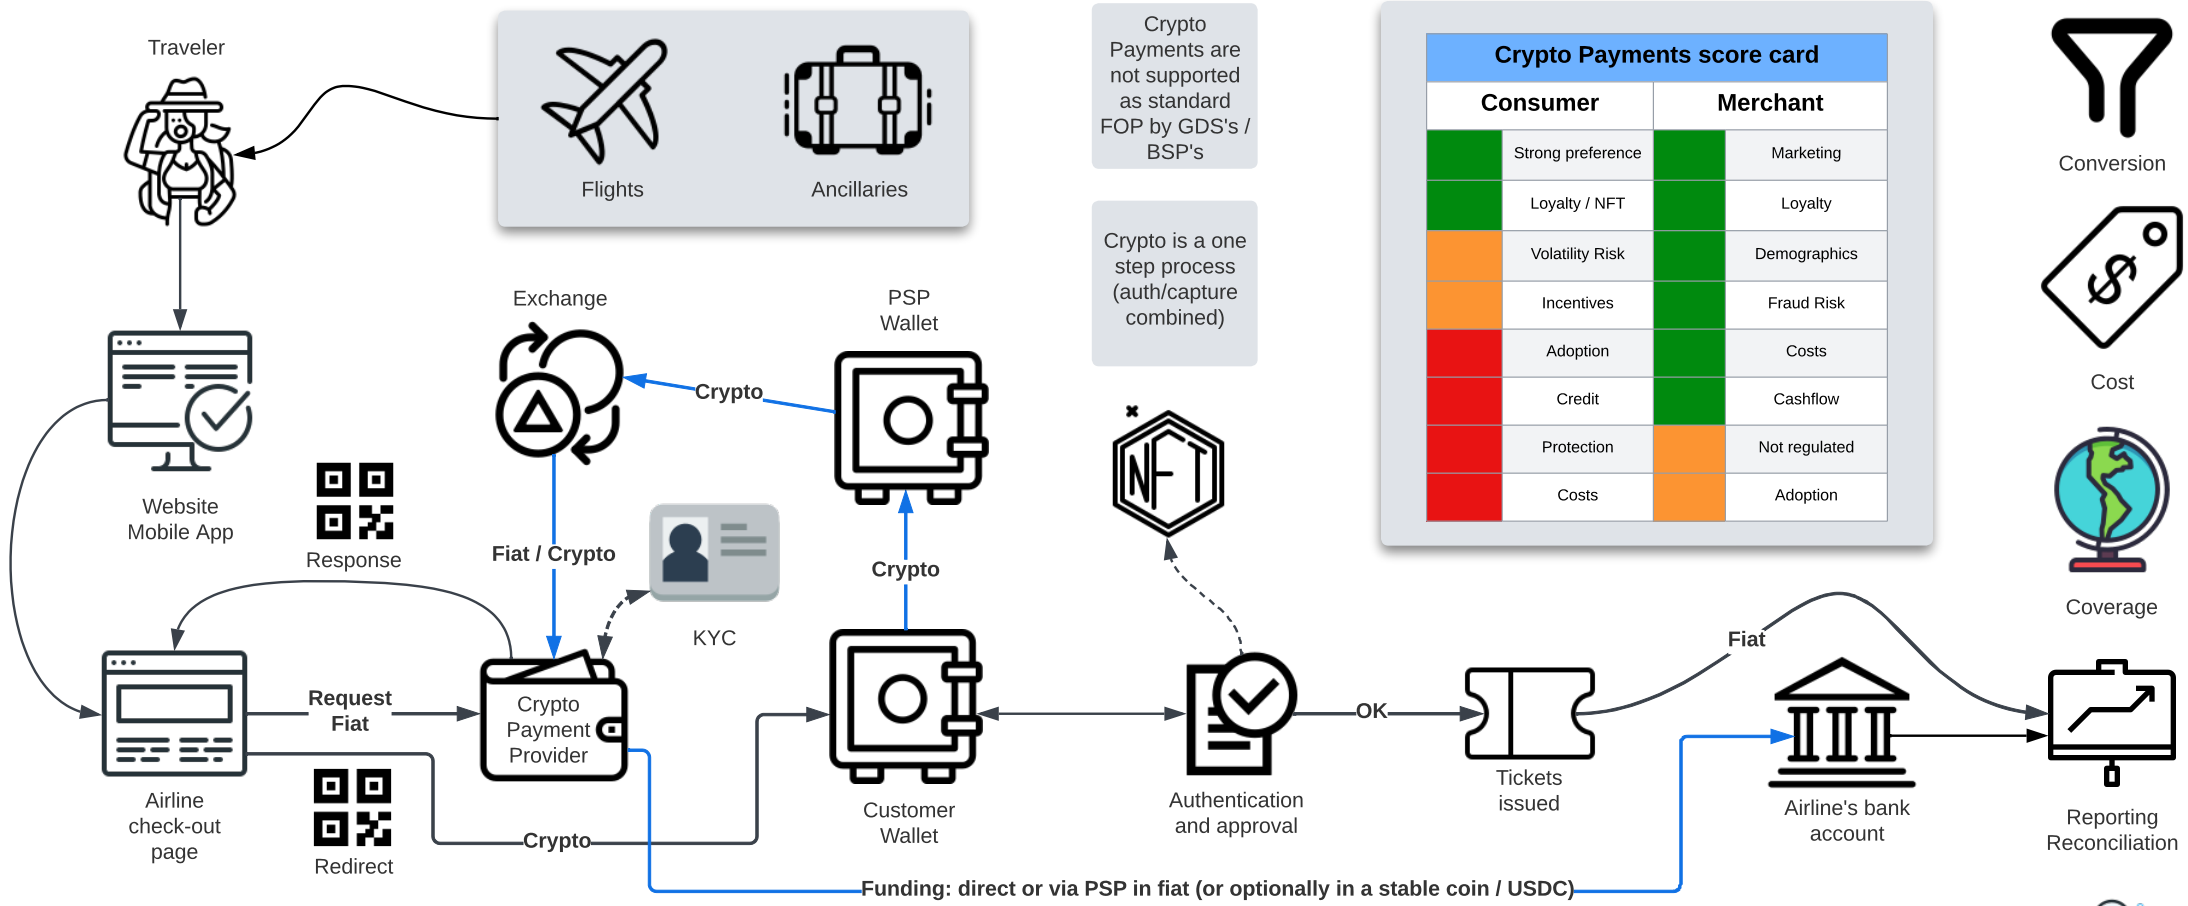 Traveler
Flights
Ancillaries
Crypto
Payments are
not supported
as standard
FOP by GDS's /
BSP's
Crypto is a one
step process
(auth/capture
combined)
Crypto Payments score card
Consumer
Merchant
Strong preference
Marketing
Loyalty / NFT
Loyalty
Volatility Risk
Demographics
Incentives
Fraud Risk
Adoption
Costs
Credit
Cashflow
Protection
Not regulated
Costs
Adoption
Conversion
Cost
Coverage
Exchange
PSP
Wallet
Crypto
Website
Mobile App
Response
Fiat / Crypto
KYC
Crypto
NFT
Request
Fiat
Crypto
Payment
Provider
Airline
check-out
page
Redirect
Crypto
Customer
Wallet
Authentication
and approval
OK
Tickets
issued
Fiat
Airline's bank
account
Reporting
Reconciliation
Funding: direct or via PSP in fiat (or optionally in a stable coin / USDC)